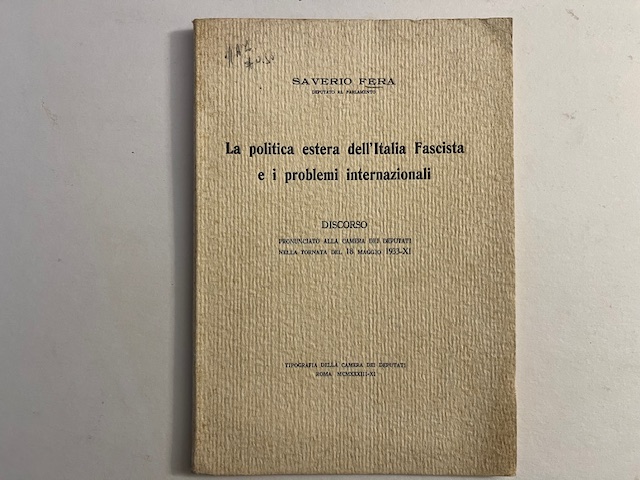 SAVERIO FERA
DEPUTATO AL PARLAMENTO
La politica estera dell'Italia Fascista
e i problemi internazionali
DISCORSO
PRONUNCIATO ALLA CAMERA DEI DEPUTATI
NELLA TORNATA DEL 16 MAGGIO 1933-XI
TIPOGRAFIA DELLA CAMERA DEI DEPUTATI
ROMA MCMXXXIII-XI